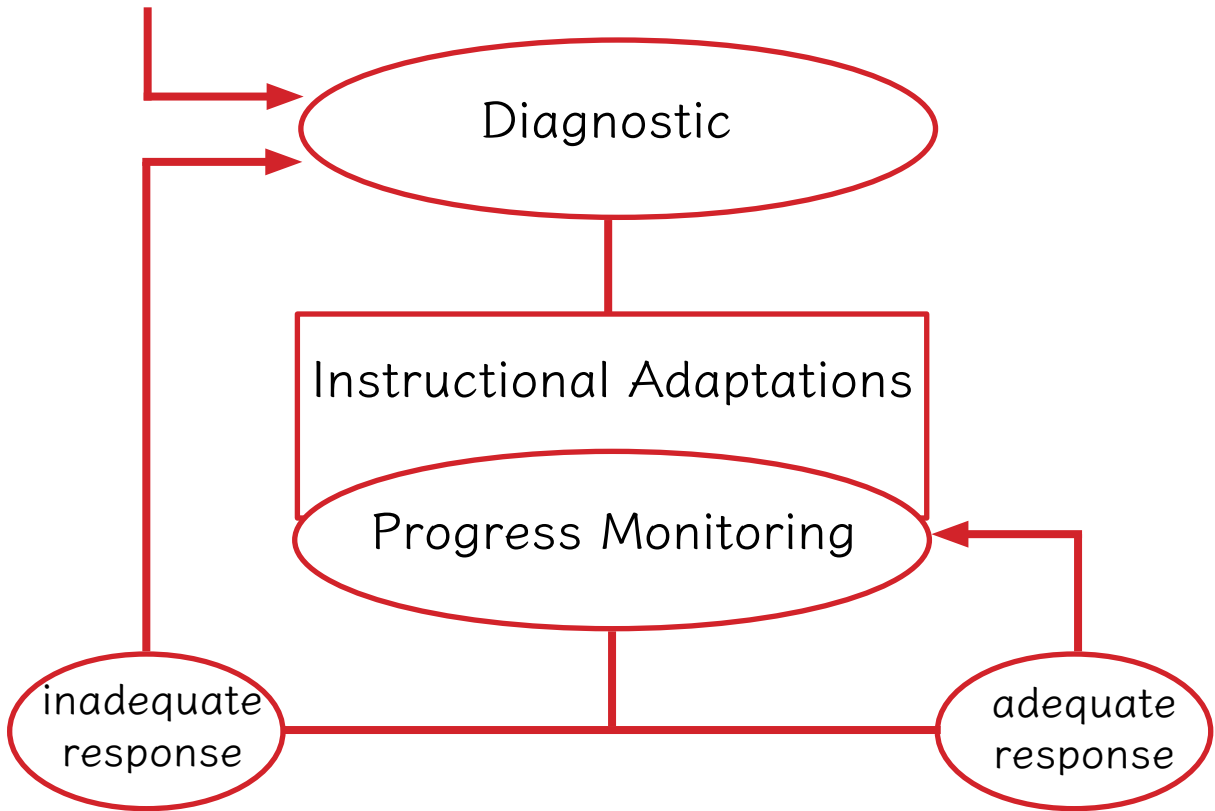 Diagnostic
Instructional Adaptations
Progress Monitoring
inadequate
response
adequate
response